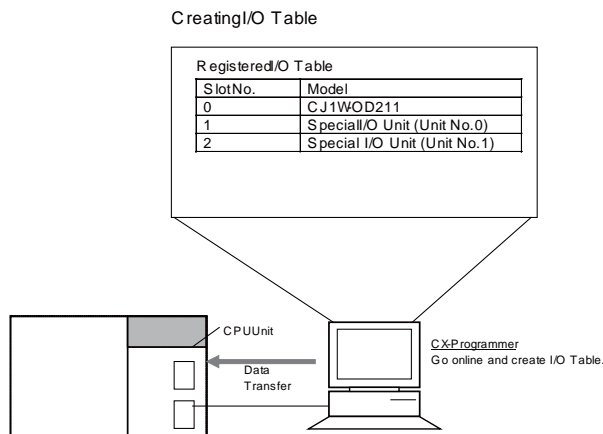 CreatingI/O Table
RegisteredI/O Table
SlotNo. Model
0 CJ1W-OD211
1 SpecialI/O Unit (Unit No.0)
2 Special I/O Unit (Unit No.1)
CPUUnit
Data
Transfer
CX-Programmer
Go online and create I/O Table.